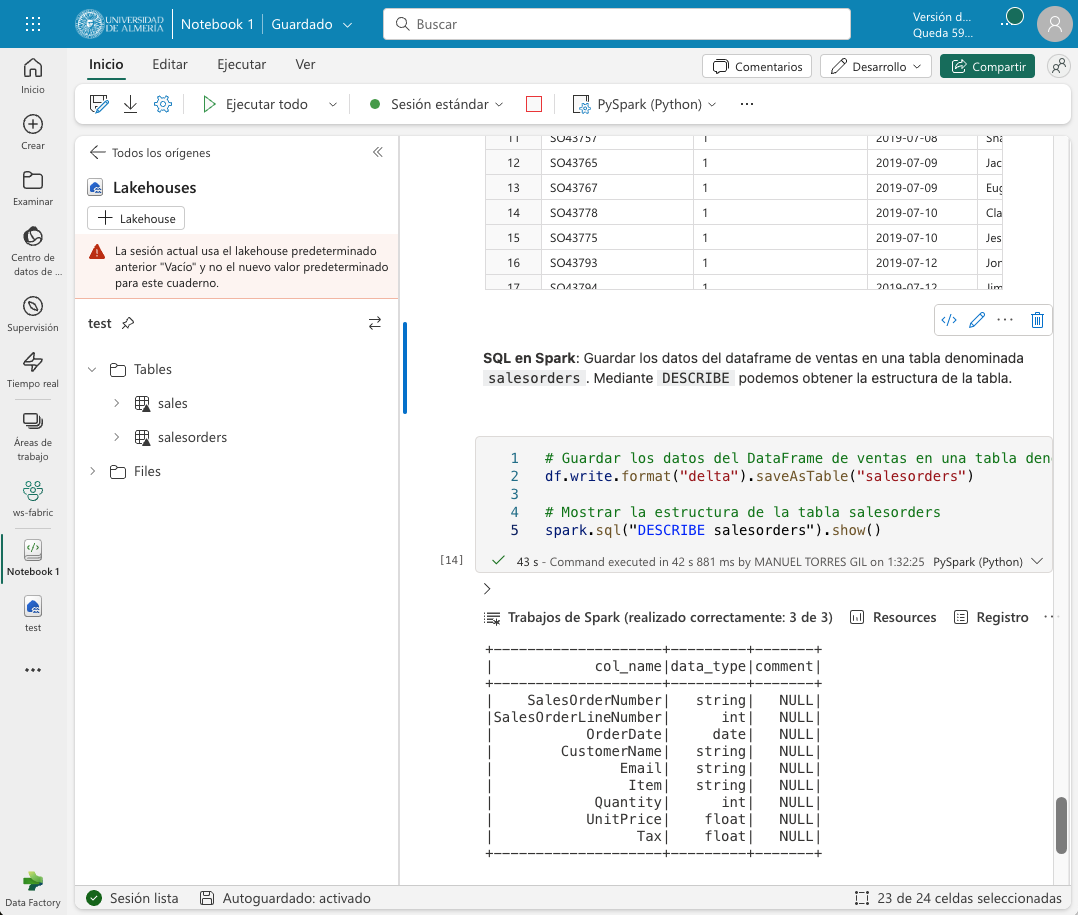 UNIVERSIDAD
DE ALMERÍA
Notebook 1
Guardado
Buscar
Versión d...
Queda 59...
Inicio
Editar
Ejecutar
Ver
Comentarios
Desarrollo
Compartir
Ejecutar todo
Sesión estándar
PySpark (Python)
...
Inicio
Crear
Examinar
Centro de
datos de ...
Supervisión
Tiempo real
Áreas de
trabajo
ws-fabric
Notebook 1
test
...
Data Factory
Todos los orígenes
Lakehouses
Lakehouse
La sesión actual usa el lakehouse predeterminado
anterior "Vacío" y no el nuevo valor predeterminado
para este cuaderno.
test
Tables
sales
salesorders
Files
11 SO43757 1 2019-07-08 Sha
12 SO43765 1 2019-07-09 Jac
13 SO43767 1 2019-07-09 Eug
14 SO43778 1 2019-07-10 Cla
15 SO43775 1 2019-07-10 Jes
16 SO43793 1 2019-07-12 Jor
17 SO43794 1 2019-07-12 Jim
</> ...
SQL en Spark: Guardar los datos del dataframe de ventas en una tabla denominada
salesorders . Mediante DESCRIBE podemos obtener la estructura de la tabla.
1 # Guardar los datos del DataFrame de ventas en una tabla den
2 df.write.format("delta").saveAsTable("salesorders")
3
4 # Mostrar la estructura de la tabla salesorders
5 spark.sql("DESCRIBE salesorders").show()
[14]
43 s - Command executed in 42 s 881 ms by MANUEL TORRES GIL on 1:32:25 PySpark (Python)
Trabajos de Spark (realizado correctamente: 3 de 3) Resources Registro ...
+--------------------+---------+-------+
|            col_name|data_type|comment|
+--------------------+---------+-------+
|    SalesOrderNumber|   string|   NULL|
|SalesOrderLineNumber|      int|   NULL|
|           OrderDate|     date|   NULL|
|        CustomerName|   string|   NULL|
|               Email|   string|   NULL|
|                Item|   string|   NULL|
|            Quantity|      int|   NULL|
|           UnitPrice|    float|   NULL|
|                 Tax|    float|   NULL|
+--------------------+---------+-------+
Sesión lista
Autoguardado: activado
23 de 24 celdas seleccionadas